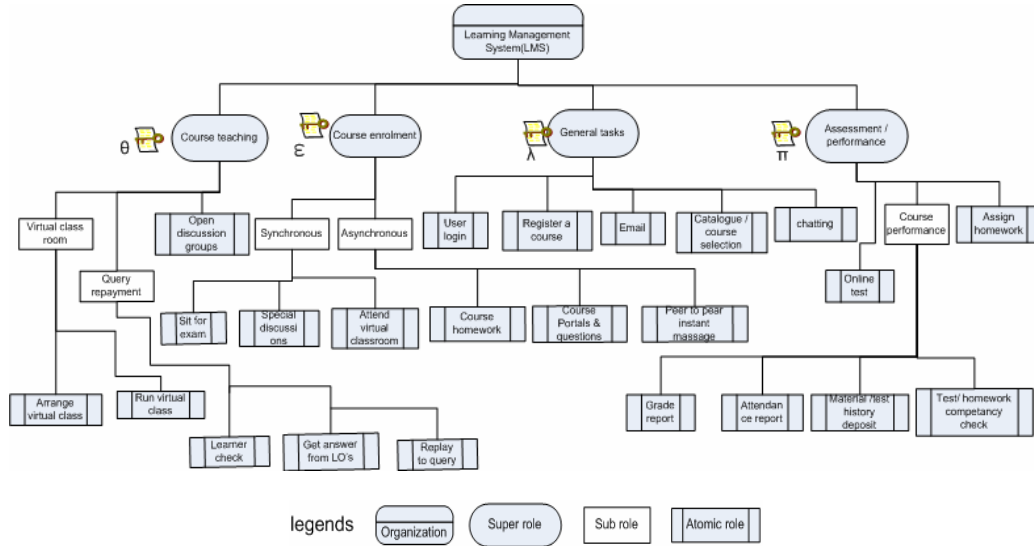 Learning Management
System(LMS)
θ
Course teaching
ε
Course enrolment
λ
General tasks
π
Assessment /
performance
Virtual class
room
Open
discussion
groups
Synchronous
Asynchronous
User
login
Register a
course
Email
Catalogue /
course
selection
chatting
Course
performance
Assign
homework
Query
repayment
Online
test
Sit for
exam
Special
discussi
ons
Attend
virtual
classroom
Course
homework
Course
Portals &
questions
Peer to pear
instant
massage
Arrange
virtual class
Run virtual
class
Learner
check
Get answer
from LO's
Replay
to query
Grade
report
Attendan
ce report
Material /test
history
deposit
Test/ homework
competancy
check
legends
Organization
Super role
Sub role
Atomic role